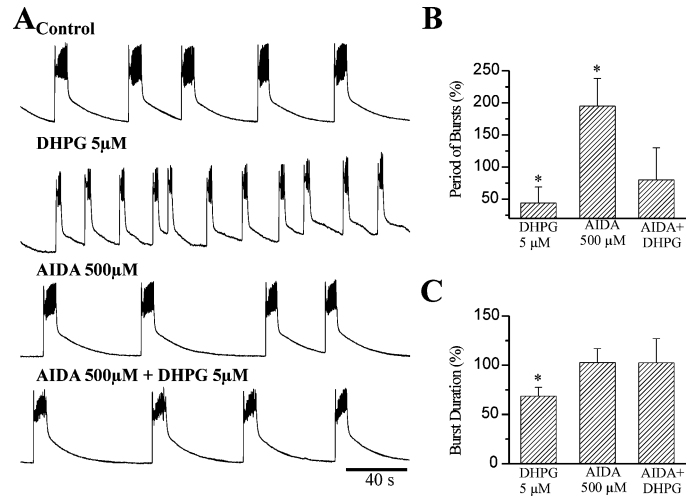 A
Control
DHPG 5µM
AIDA 500µM
AIDA 500µM + DHPG 5µM
40 s
B
Period of Bursts (%)
250
200
150
100
50
*
*
DHPG
5 µM
AIDA
500 µM
AIDA+
DHPG
C
Burst Duration (%)
150
100
50
0
*
DHPG
5 µM
AIDA
500 µM
AIDA+
DHPG